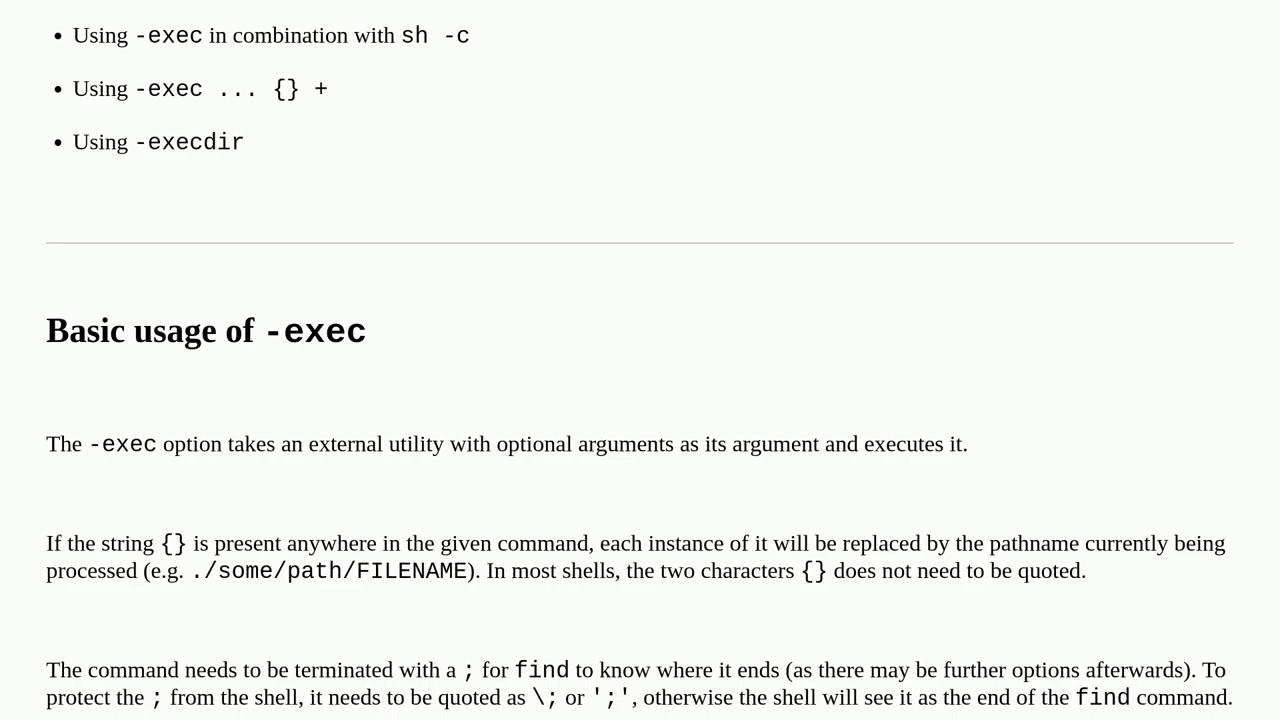 • Using -exec in combination with sh -c
• Using -exec ... {} +
• Using -execdir
Basic usage of -exec
The -exec option takes an external utility with optional arguments as its argument and executes it.
If the string {} is present anywhere in the given command, each instance of it will be replaced by the pathname currently being
processed (e.g. ./some/path/FILENAME). In most shells, the two characters {} does not need to be quoted.
The command needs to be terminated with a ; for find to know where it ends (as there may be further options afterwards). To
protect the ; from the shell, it needs to be quoted as \; or ';', otherwise the shell will see it as the end of the find command.